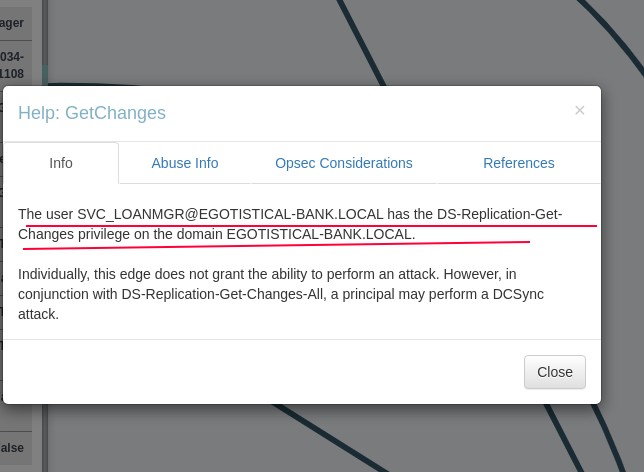 ager
034-
1108
Help: GetChanges
×
Info
Abuse Info
Opsec Considerations
References
The user SVC_LOANMGR@EGOTISTICAL-BANK.LOCAL has the DS-Replication-Get-
Changes privilege on the domain EGOTISTICAL-BANK.LOCAL.
Individually, this edge does not grant the ability to perform an attack. However, in
conjunction with DS-Replication-Get-Changes-All, a principal may perform a DCSync
attack.
Close
alse